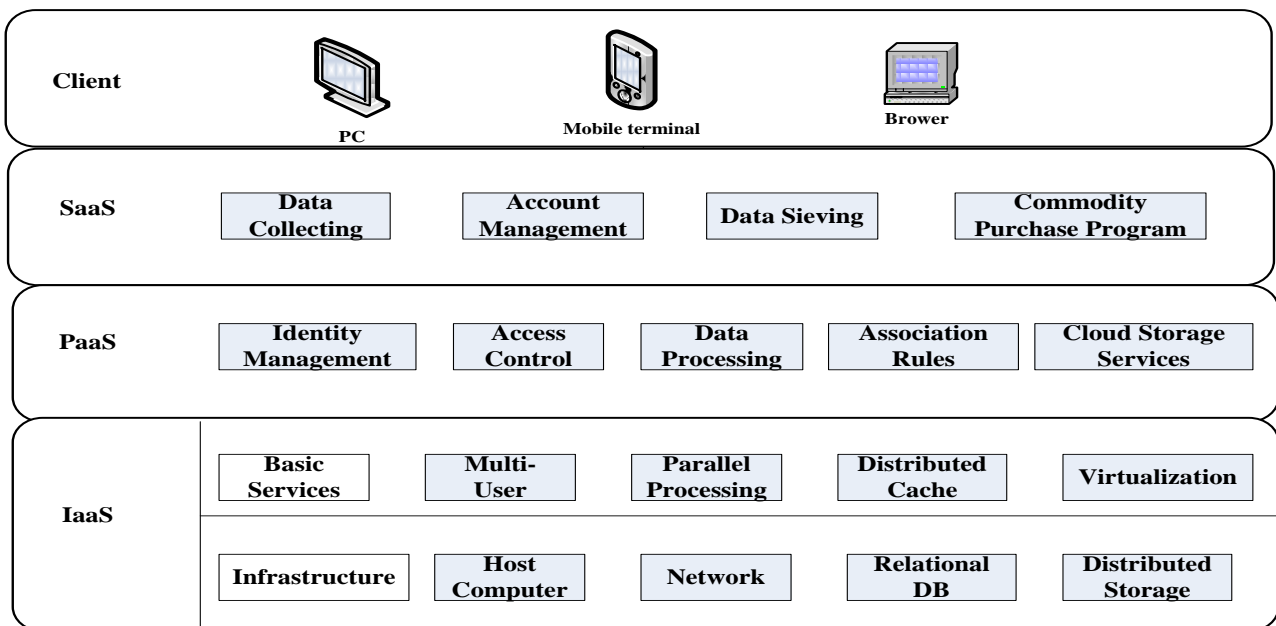 Client
PC
Mobile terminal
Brower
SaaS
Data
Collecting
Account
Management
Data Sieving
Commodity
Purchase Program
PaaS
Identity
Management
Access
Control
Data
Processing
Association
Rules
Cloud Storage
Services
IaaS
Basic
Services
Multi-
User
Parallel
Processing
Distributed
Cache
Virtualization
Infrastructure
Host
Computer
Network
Relational
DB
Distributed
Storage